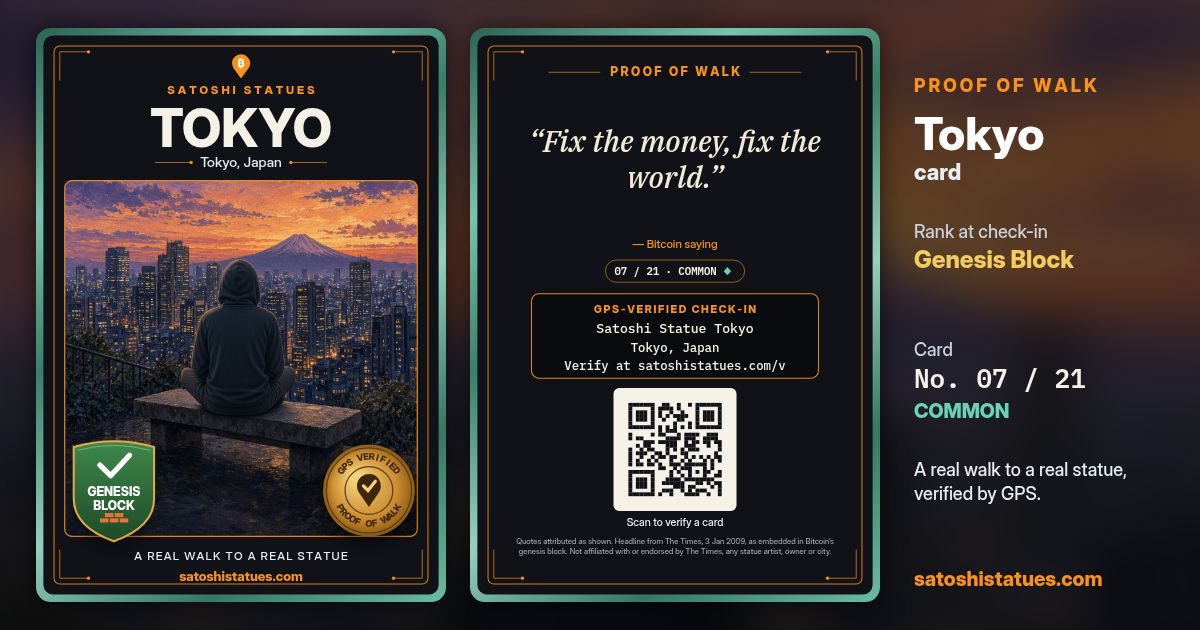 SATOSHI STATUES
TOKYO
Tokyo, Japan
GENESIS
BLOCK
GPS VERIFIED
PROOF OF WALK
A REAL WALK TO A REAL STATUE
satoshistatues.com
PROOF OF WALK
“Fix the money, fix the
world.”
— Bitcoin saying
07 / 21 · COMMON
GPS-VERIFIED CHECK-IN
Satoshi Statue Tokyo
Tokyo, Japan
Verify at satoshistatues.com/v
Scan to verify a card
Quotes attributed as shown. Headline from The Times, 3 Jan 2009, as embedded in Bitcoin's
genesis block. Not affiliated with or endorsed by The Times, any statue artist, owner or city.
PROOF OF WALK
Tokyo
card
Rank at check-in
Genesis Block
Card
No. 07 / 21
COMMON
A real walk to a real statue,
verified by GPS.
satoshistatues.com